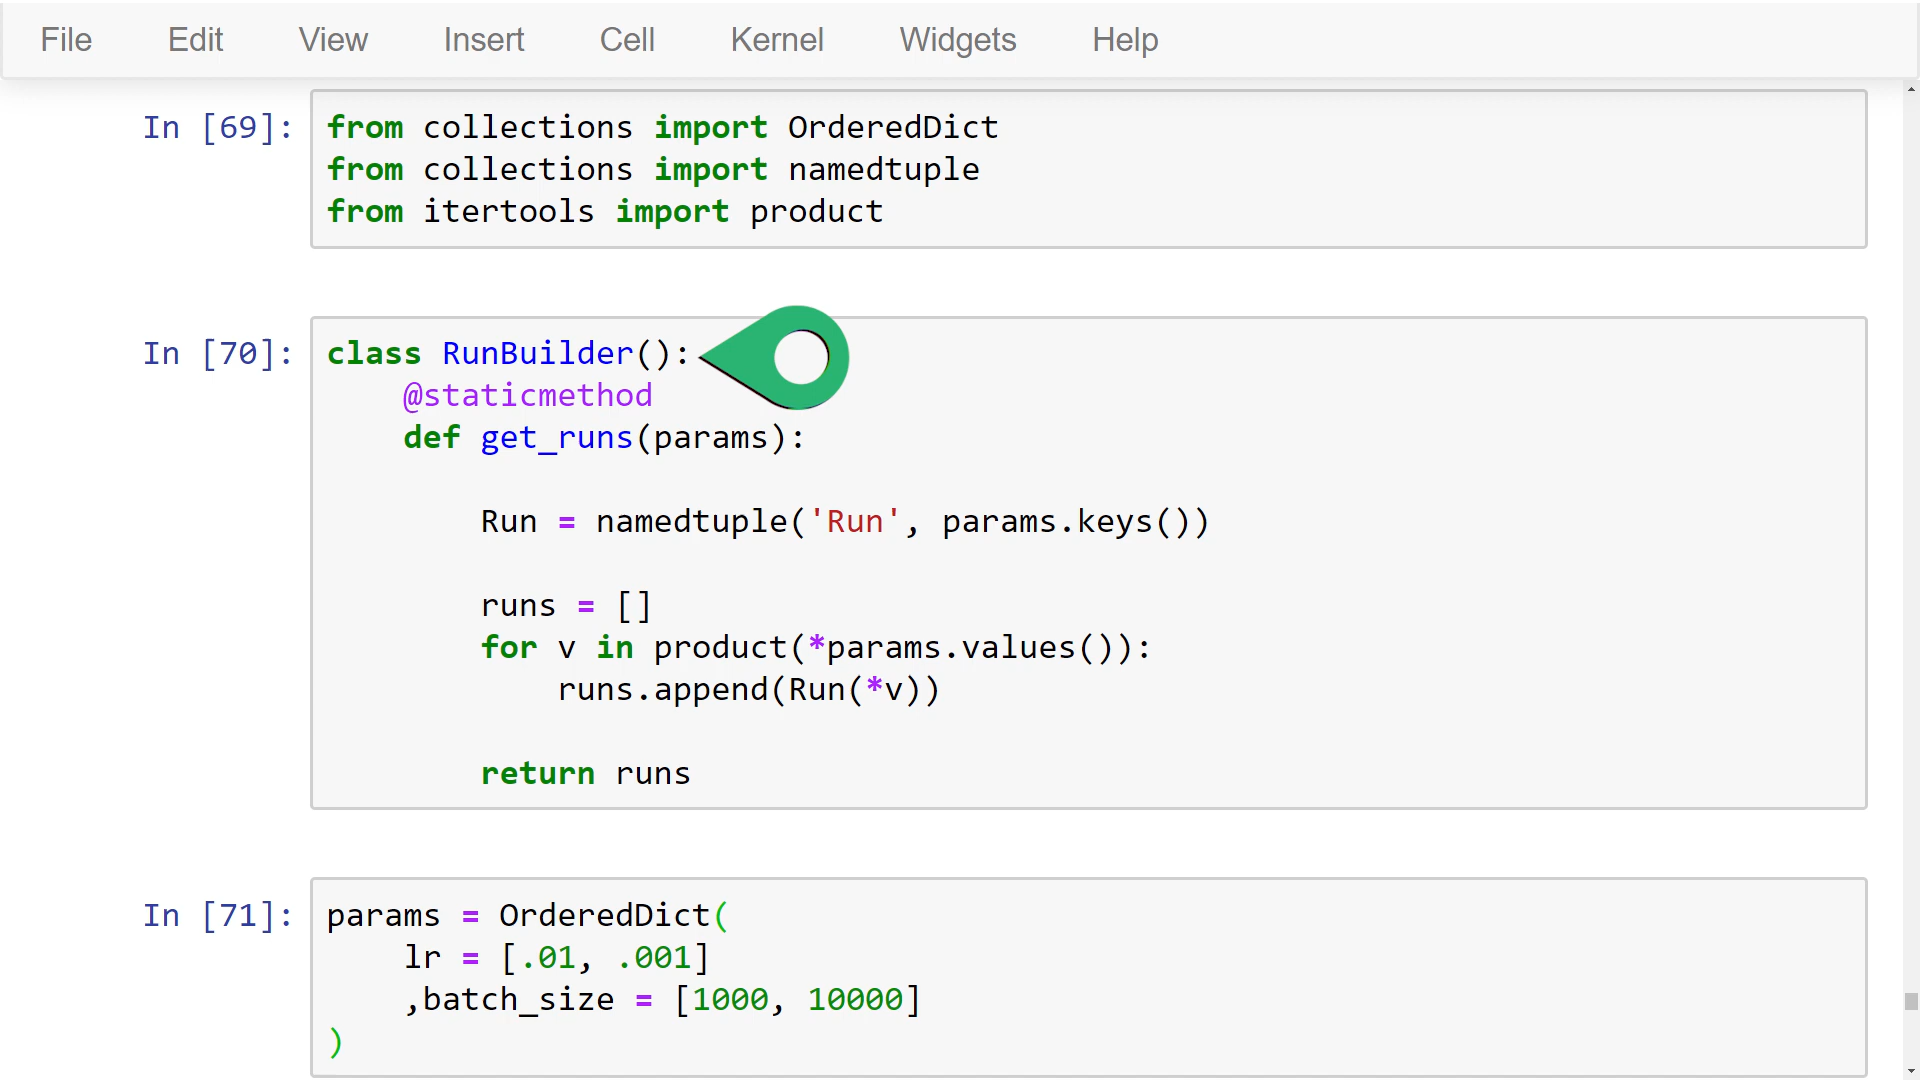 File Edit View Insert Cell Kernel Widgets Help
In [69]: from collections import OrderedDict
from collections import namedtuple
from itertools import product
In [70]: class RunBuilder():
@staticmethod
def get_runs(params):
Run = namedtuple('Run', params.keys())
runs = []
for v in product(*params.values()):
runs.append(Run(*v))
return runs
In [71]: params = OrderedDict(
lr = [.01, .001]
,batch_size = [1000, 10000]
)